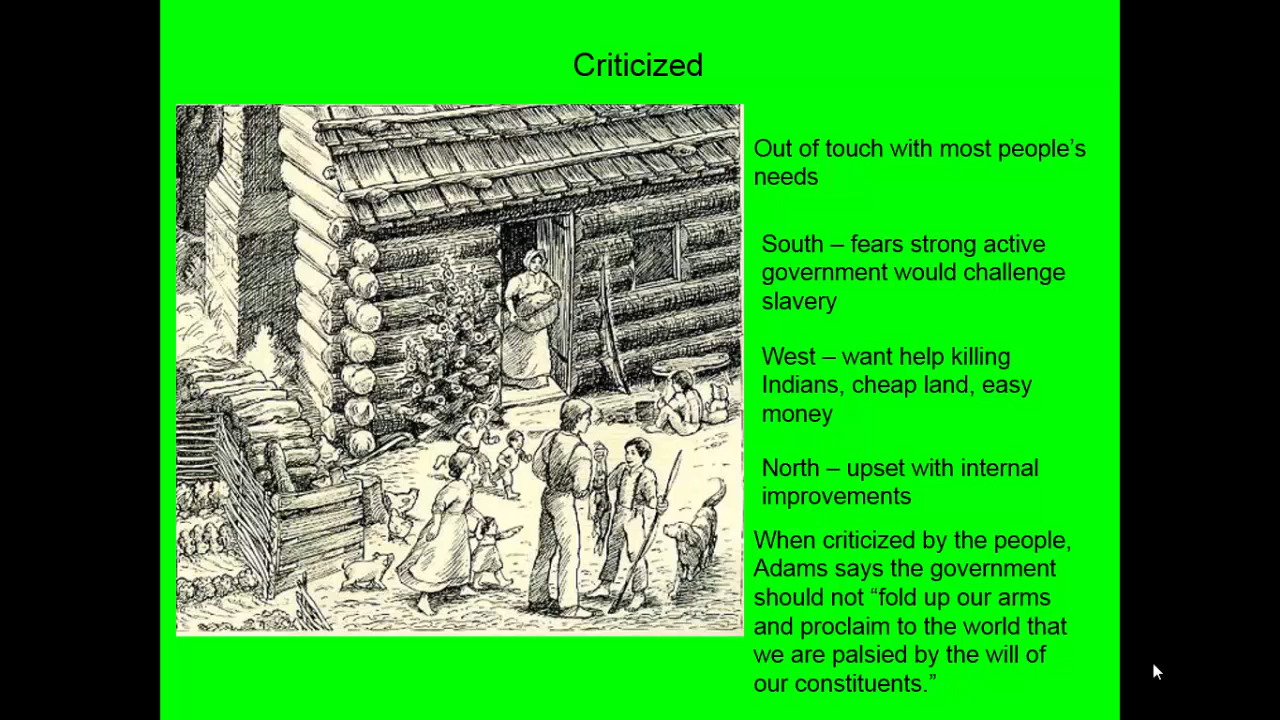 Criticized
Out of touch with most people’s
needs
South – fears strong active
government would challenge
slavery
West – want help killing
Indians, cheap land, easy
money
North – upset with internal
improvements
When criticized by the people,
Adams says the government
should not “fold up our arms
and proclaim to the world that
we are palsied by the will of
our constituents.”